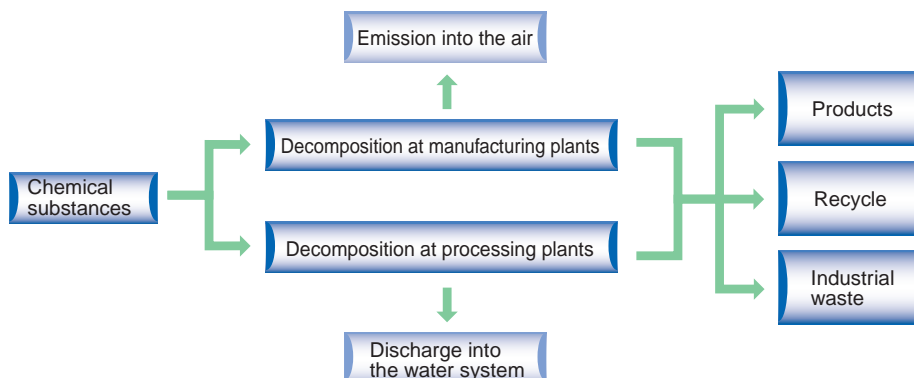 Emission into the air
Products
Decomposition at manufacturing plants
Chemical
substances
Recycle
Decomposition at processing plants
Industrial
waste
Discharge into
the water system